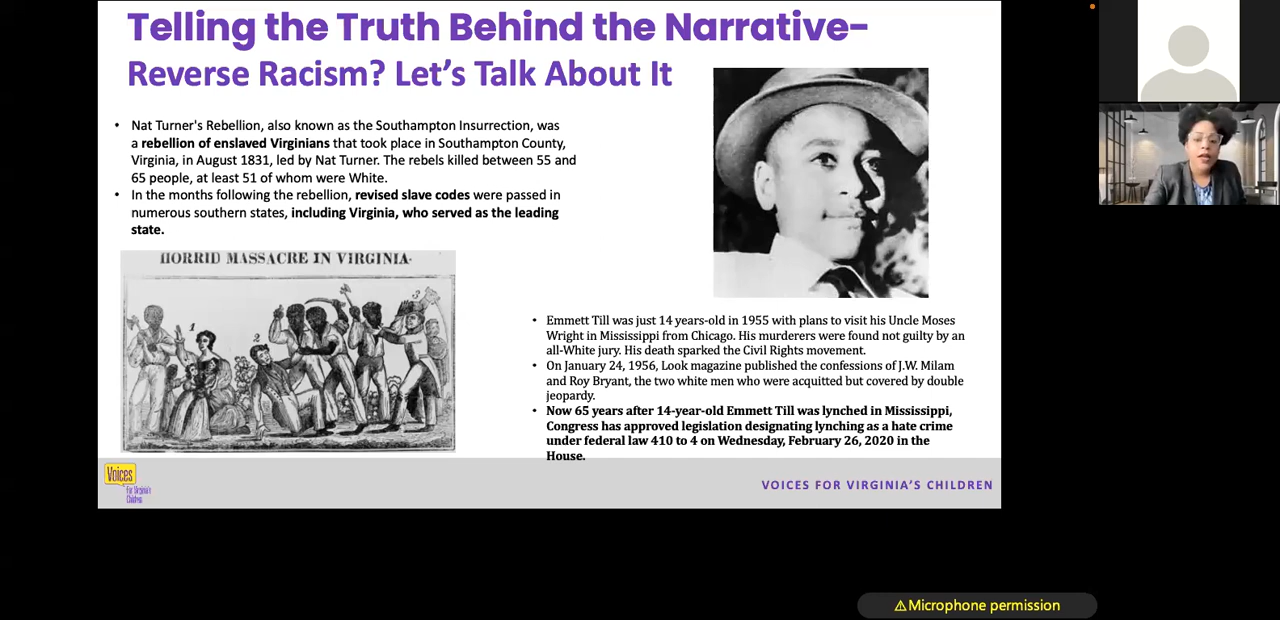 Telling the Truth Behind the Narrative-
Reverse Racism? Let's Talk About It
• Nat Turner's Rebellion, also known as the Southampton Insurrection, was
a rebellion of enslaved Virginians that took place in Southampton County,
Virginia, in August 1831, led by Nat Turner. The rebels killed between 55 and
65 people, at least 51 of whom were White.
• In the months following the rebellion, revised slave codes were passed in
numerous southern states, including Virginia, who served as the leading
state.
HORRID MASSACRE IN VIRGINIA.
1
2
3
• Emmett Till was just 14 years-old in 1955 with plans to visit his Uncle Moses
Wright in Mississippi from Chicago. His murderers were found not guilty by an
all-White jury. His death sparked the Civil Rights movement.
• On January 24, 1956, Look magazine published the confessions of J.W. Milam
and Roy Bryant, the two white men who were acquitted but covered by double
jeopardy.
• Now 65 years after 14-year-old Emmett Till was lynched in Mississippi,
Congress has approved legislation designating lynching as a hate crime
under federal law 410 to 4 on Wednesday, February 26, 2020 in the
House.
Voices
For Virginia's
Children
VOICES FOR VIRGINIA'S CHILDREN
⚠Microphone permission